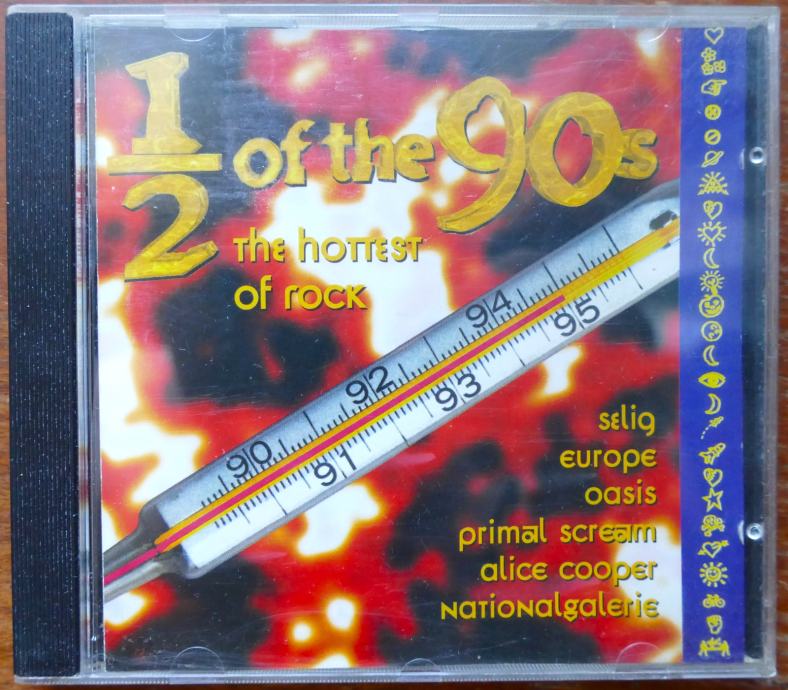 1/2 of the 90s
the hottest
of rock
94
95
92
93
90
91
selig
europe
oasis
primal scream
alice cooper
nationalgalerie